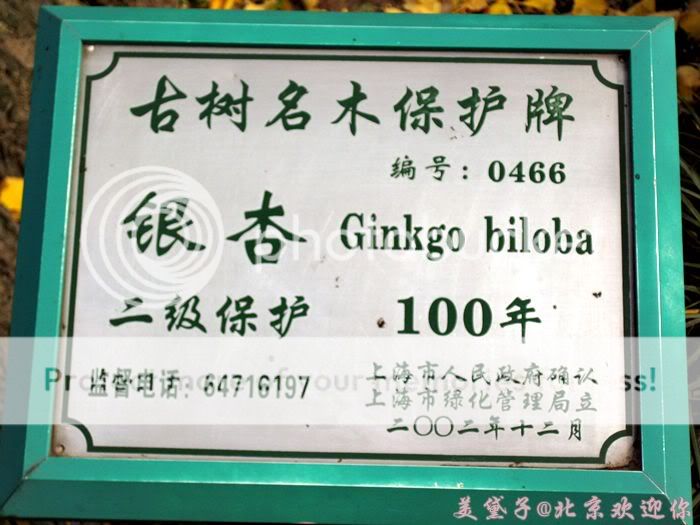 古树名木保护牌
编号：0466
银杏 Ginkgo biloba
二级保护 100年
监督电话：64716197
上海市人民政府确认
上海市绿化管理局立
二〇〇二年十二月
美黛子@北京欢迎你